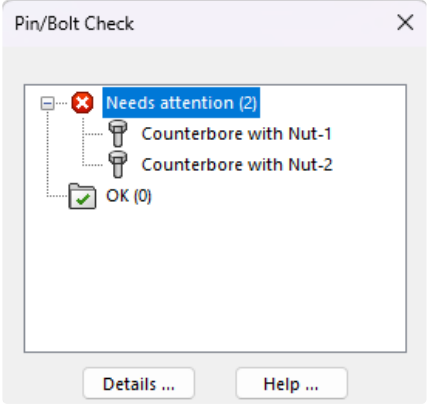 Pin/Bolt Check
Needs attention (2)
Counterbore with Nut-1
Counterbore with Nut-2
OK (0)
Details ...
Help ...